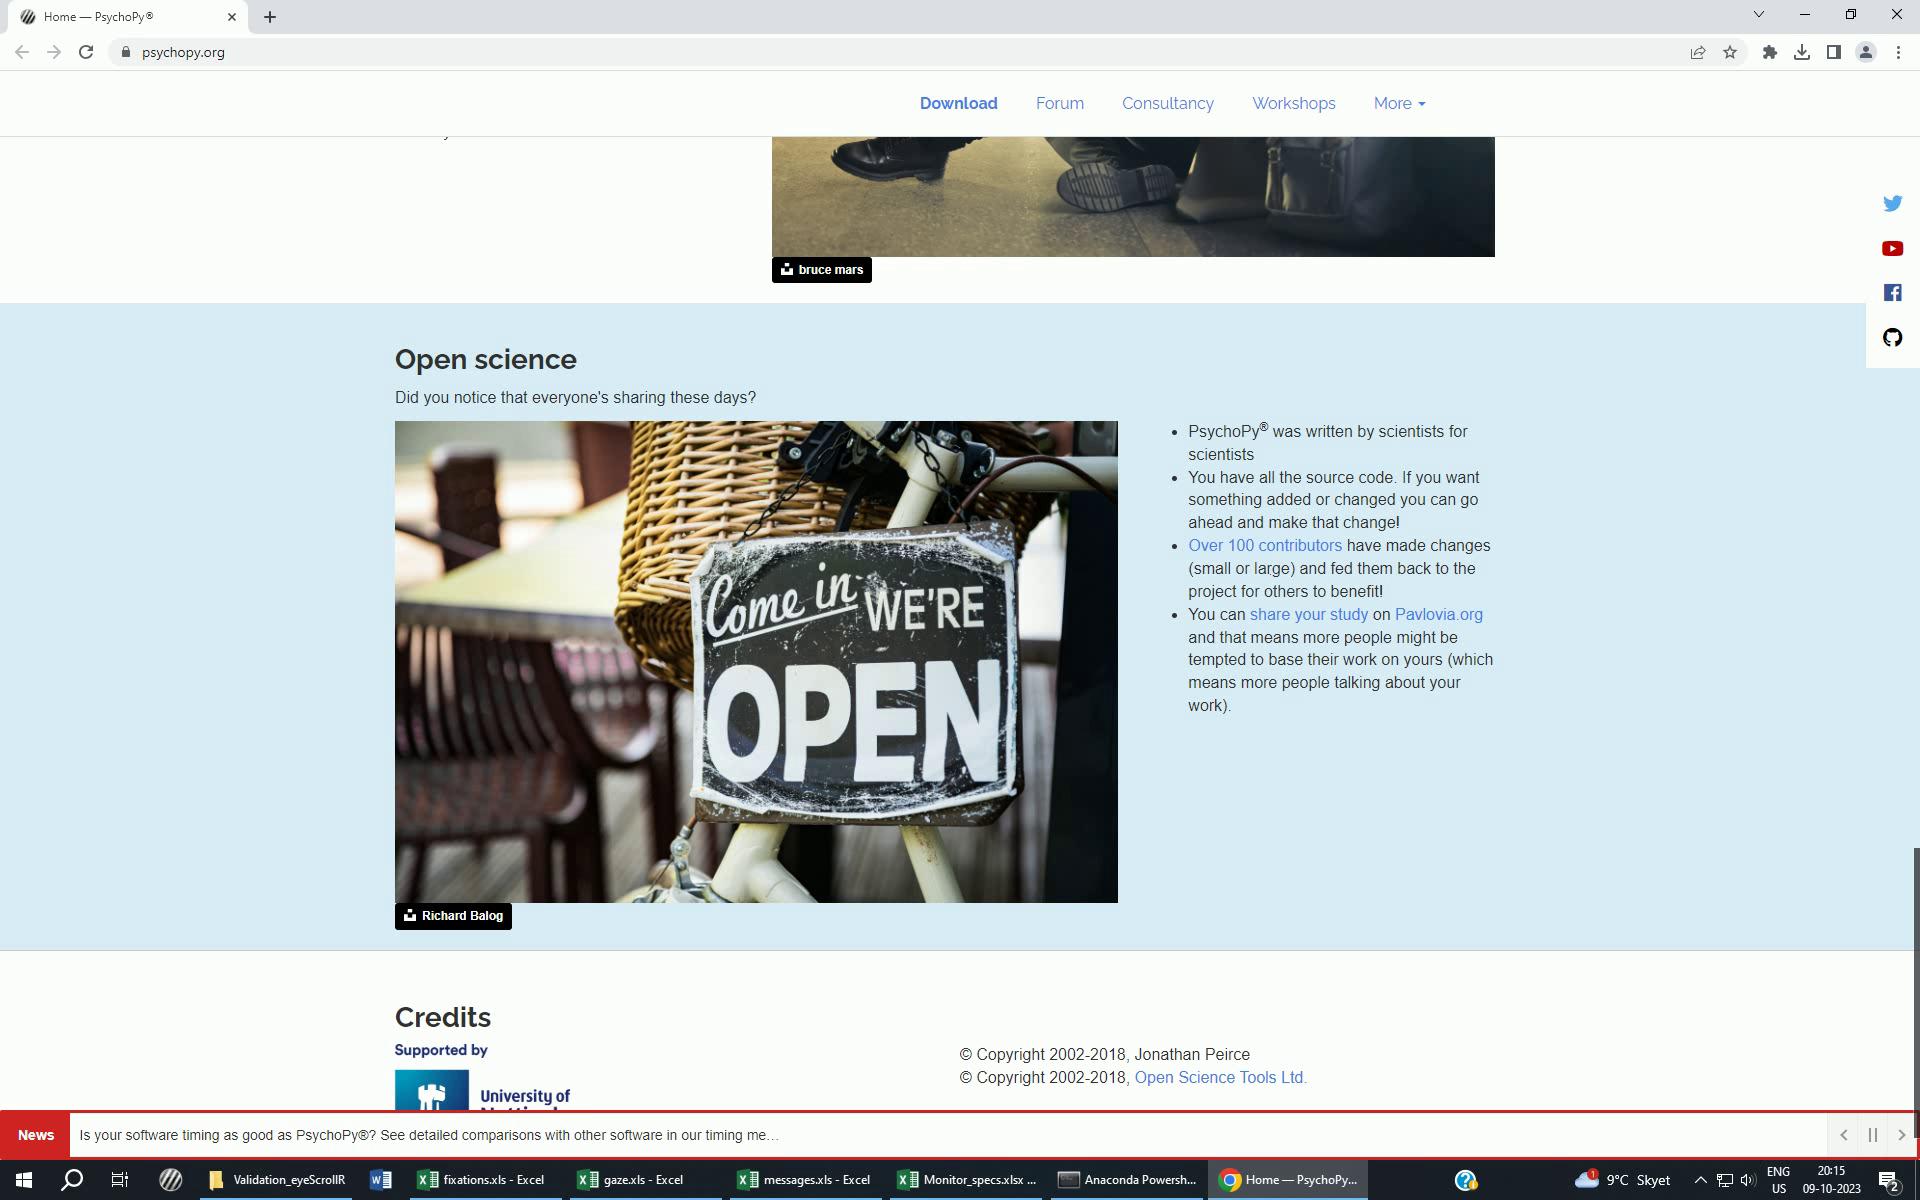 Home — PsychoPy®
psychopy.org
Download
Forum
Consultancy
Workshops
More
bruce mars
Open science
Did you notice that everyone's sharing these days?
Come in WE'RE
OPEN
PsychoPy® was written by scientists for
scientists
You have all the source code. If you want
something added or changed you can go
ahead and make that change!
Over 100 contributors have made changes
(small or large) and fed them back to the
project for others to benefit!
You can share your study on Pavlovia.org
and that means more people might be
tempted to base their work on yours (which
means more people talking about your
work).
Richard Balog
Credits
Supported by
University of
© Copyright 2002-2018, Jonathan Peirce
© Copyright 2002-2018, Open Science Tools Ltd.
News
Is your software timing as good as PsychoPy®? See detailed comparisons with other software in our timing me…
Validation_eyeScrollR
fixations.xls - Excel
gaze.xls - Excel
messages.xls - Excel
Monitor_specs.xlsx ...
Anaconda Powersh...
Home — PsychoPy...
1
9°C Skyet
ENG
US
20:15
09-10-2023
2